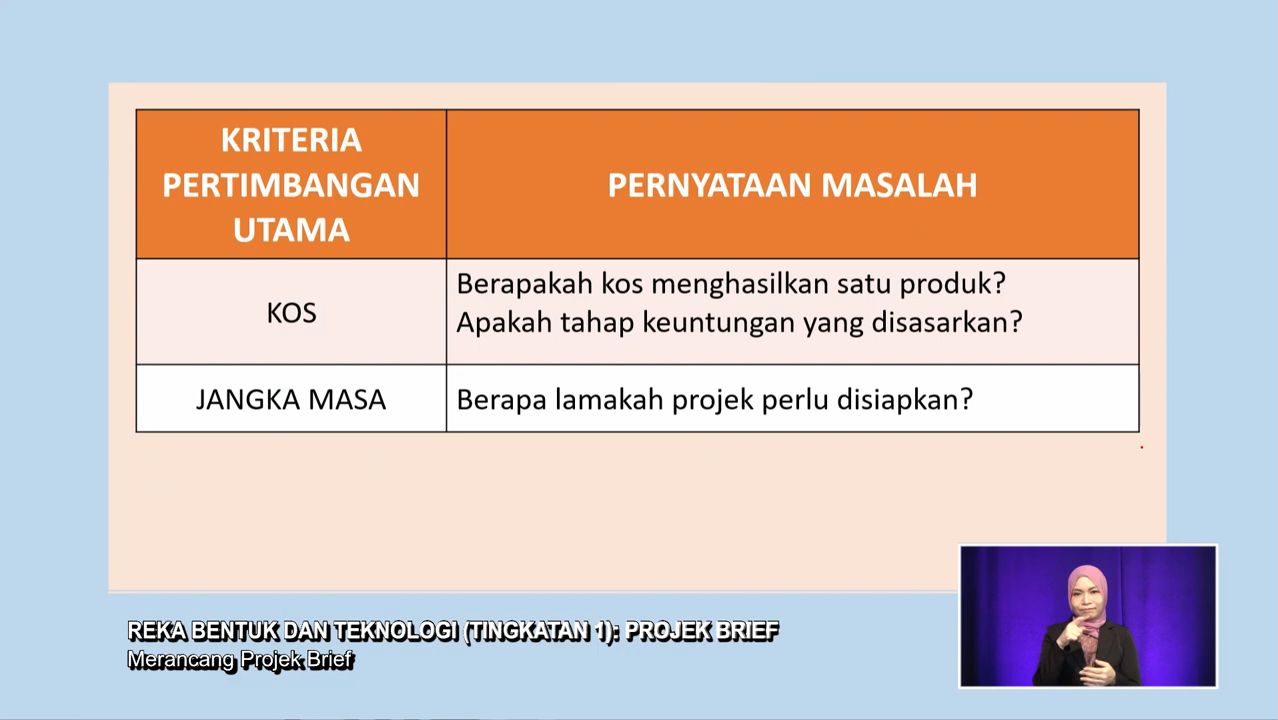 KRITERIA
PERTIMBANGAN
UTAMA
PERNYATAAN MASALAH
KOS
Berapakah kos menghasilkan satu produk?
Apakah tahap keuntungan yang disasarkan?
JANGKA MASA
Berapa lamakah projek perlu disiapkan?
REKA BENTUK DAN TEKNOLOGI (TINGKATAN 1): PROJEK BRIEF
Merancang Projek Brief